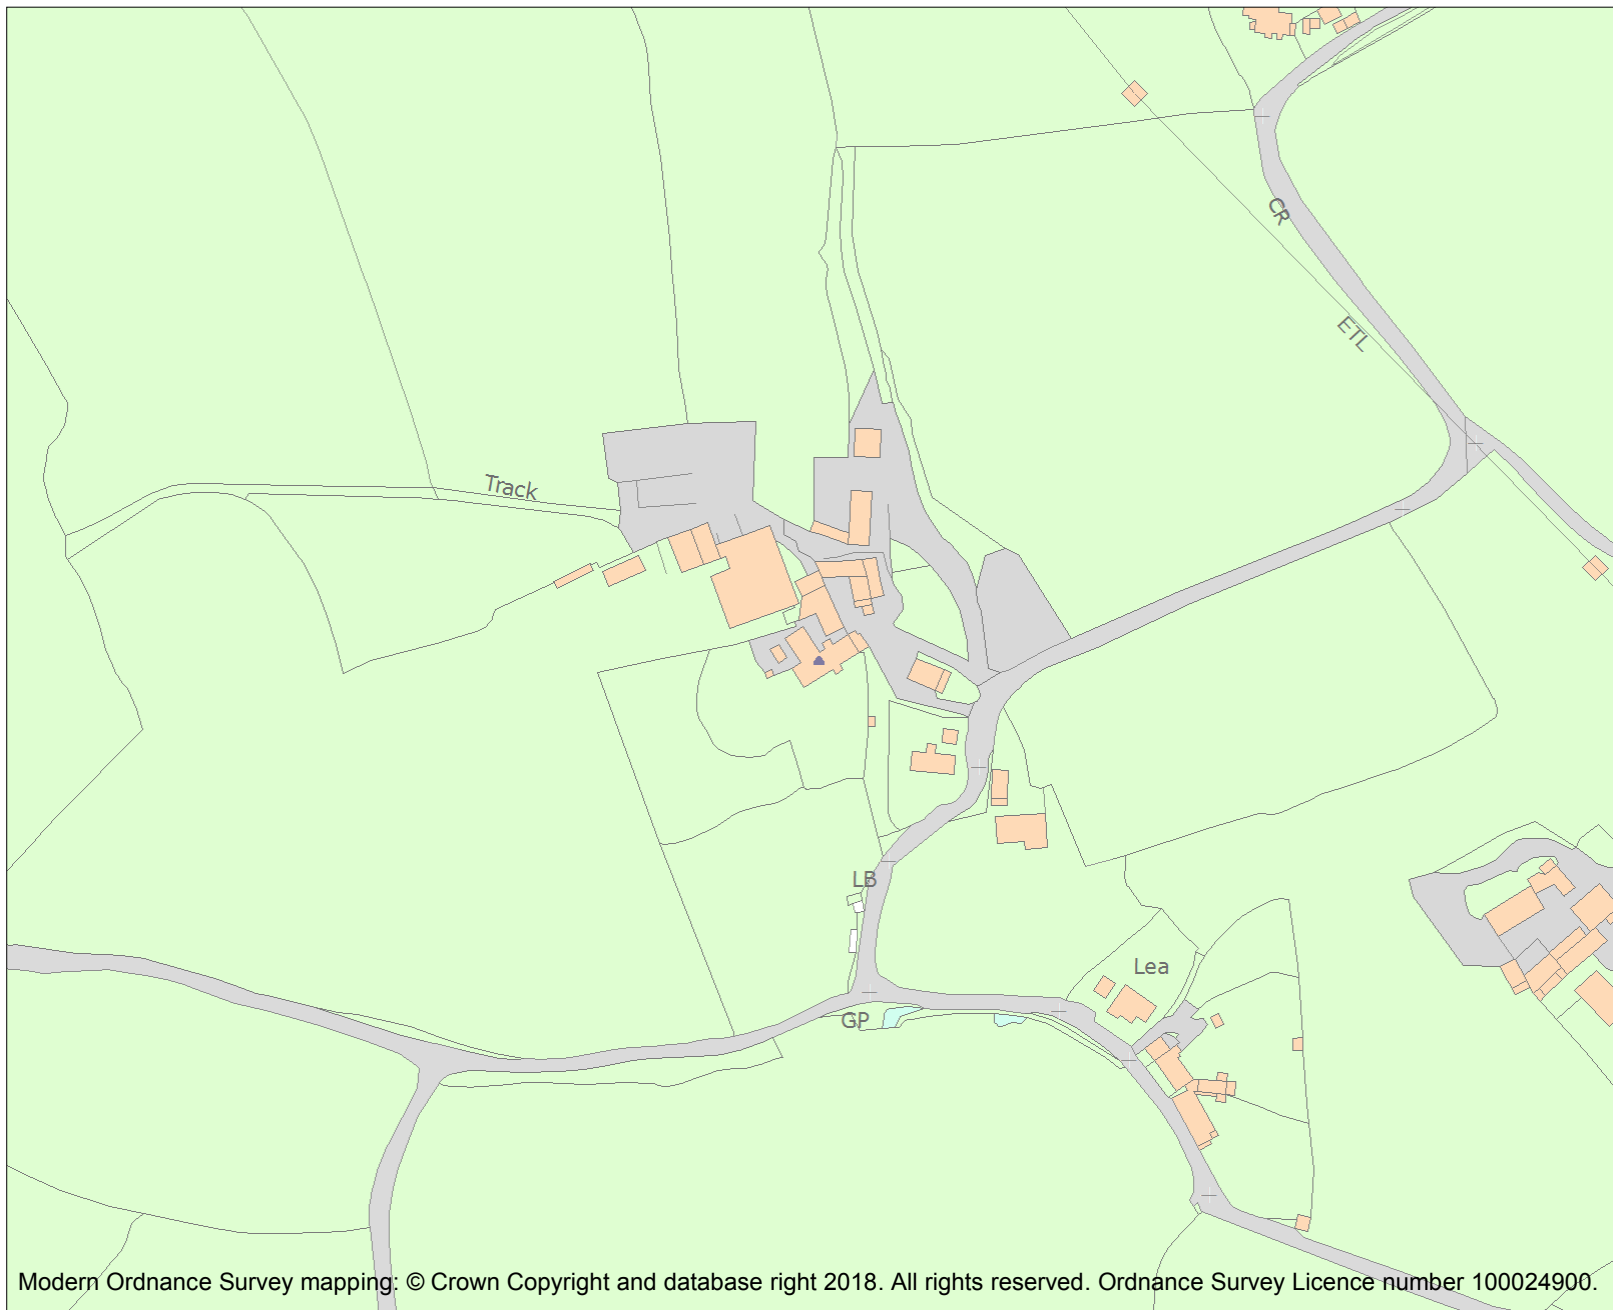 CR
ETL
Track
LB
Lea
GP
Modern Ordnance Survey mapping: © Crown Copyright and database right 2018. All rights reserved. Ordnance Survey Licence number 100024900.